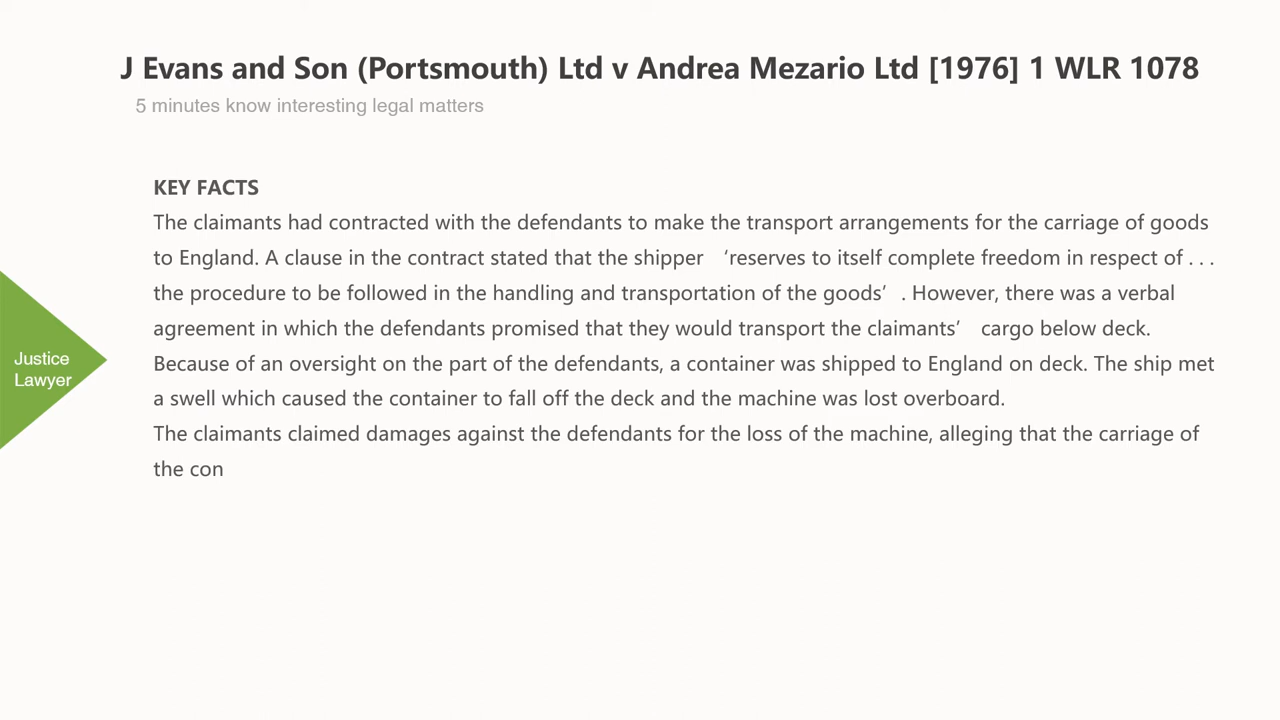 J Evans and Son (Portsmouth) Ltd v Andrea Mezario Ltd [1976] 1 WLR 1078
5 minutes know interesting legal matters
KEY FACTS
The claimants had contracted with the defendants to make the transport arrangements for the carriage of goods
to England. A clause in the contract stated that the shipper ‘reserves to itself complete freedom in respect of . . .
the procedure to be followed in the handling and transportation of the goods’ . However, there was a verbal
agreement in which the defendants promised that they would transport the claimants’ cargo below deck.
Because of an oversight on the part of the defendants, a container was shipped to England on deck. The ship met
a swell which caused the container to fall off the deck and the machine was lost overboard.
The claimants claimed damages against the defendants for the loss of the machine, alleging that the carriage of
the con
Justice
Lawyer